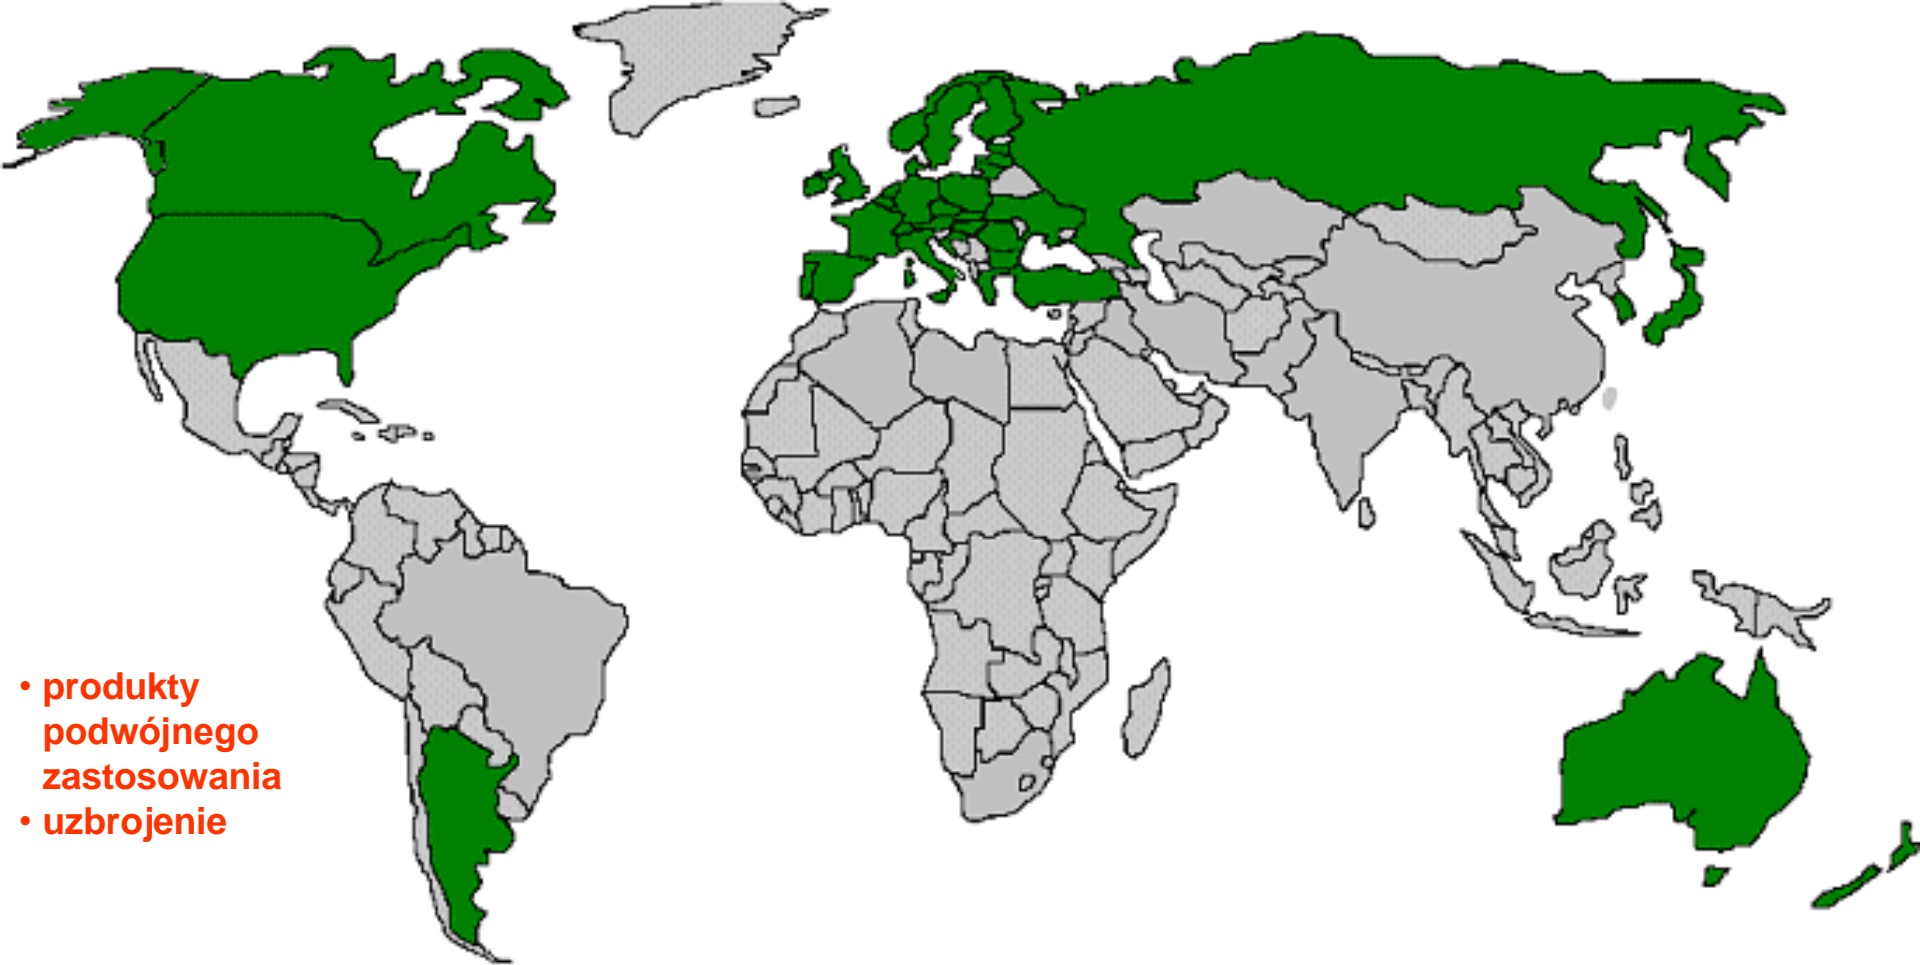 • produkty
podwójnego
zastosowania
• uzbrojenie